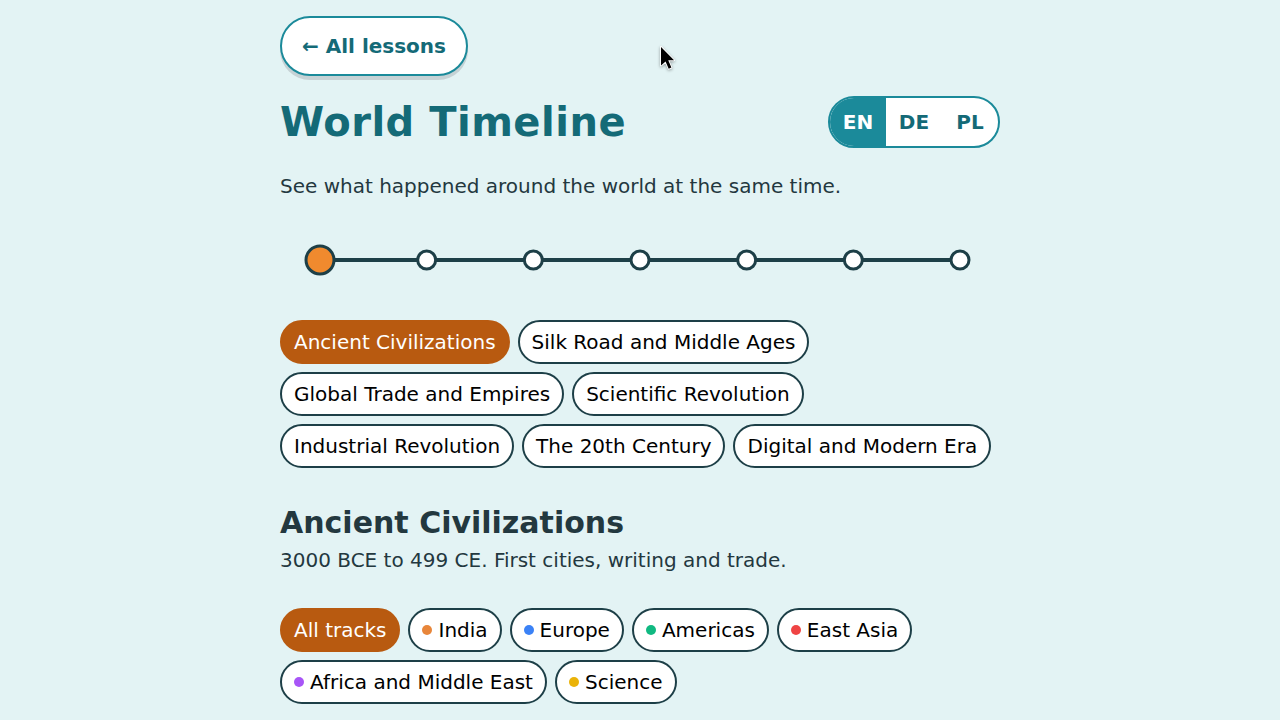 ← All lessons
World Timeline
EN DE PL
See what happened around the world at the same time.
Ancient Civilizations Silk Road and Middle Ages
Global Trade and Empires Scientific Revolution
Industrial Revolution The 20th Century Digital and Modern Era
Ancient Civilizations
3000 BCE to 499 CE. First cities, writing and trade.
All tracks India Europe Americas East Asia
Africa and Middle East Science